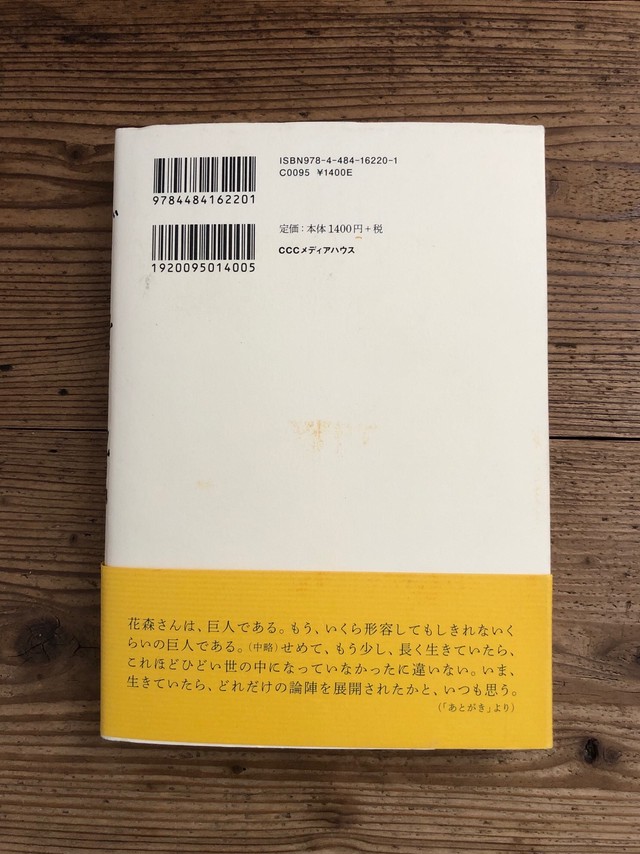 9784484162201
ISBN978-4-484-16220-1
C0095 ¥1400E
1920095014005
定価：本体1400円+税
CCCメディアハウス
花森さんは、巨人である。もう、いくら形容してもしきれないく
らいの巨人である。（中略）せめて、もう少し、長く生きていたら、
これほどひどい世の中になっていなかったに違いない。いま、
生きていたら、どれだけの論陣を展開されたかと、いつも思う。
（「あとがき」より）